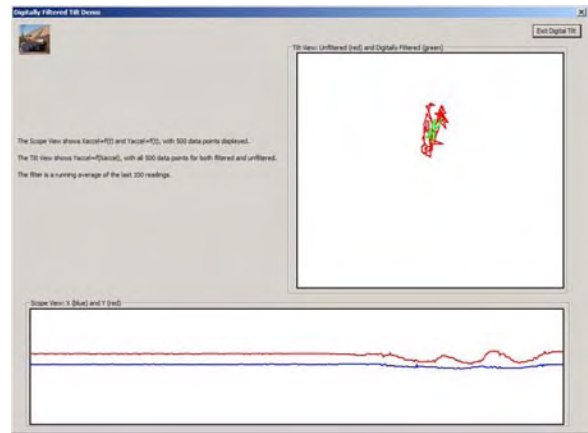 Digitally Filtered Tilt Demo
Exit Digital Tilt
Tilt View: Unfiltered (red) and Digitally Filtered (green)
The Scope View shows Xaccel=f(t) and Yaccel=f(t), with 500 data points displayed.
The Tilt View shows Yaccel=f(Xaccel), with all 500 data points for both filtered and unfiltered.
The filter is a running average of the last 100 readings.
Scope View: X (blue) and Y (red)